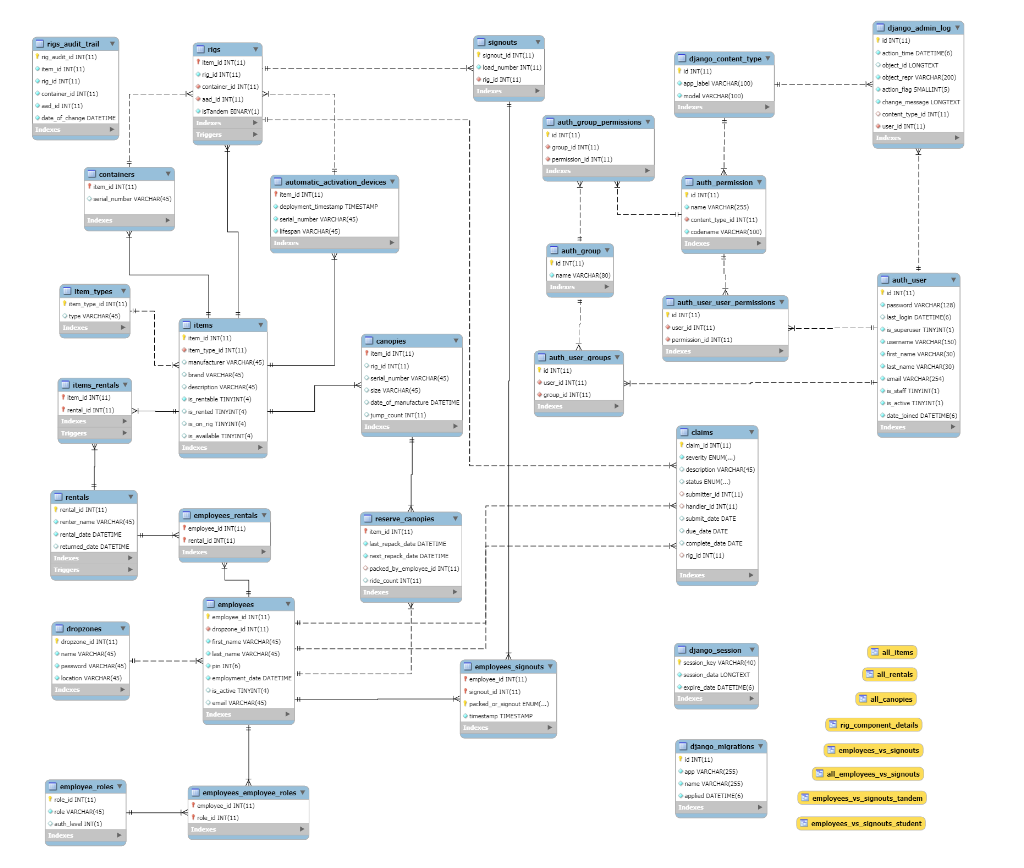 rigs_audit_trail
rig_audit_id INT(11)
item_id INT(11)
rig_id INT(11)
container_id INT(11)
aad_id INT(11)
date_of_change DATETIME
Indexes
rigs
item_id INT(11)
rig_id INT(11)
container_id INT(11)
aad_id INT(11)
isTandem BINARY(1)
Indexes
Triggers
signouts
signout_id INT(11)
load_number INT(11)
rig_id INT(11)
Indexes
django_content_type
id INT(11)
app_label VARCHAR(100)
model VARCHAR(100)
Indexes
django_admin_log
id INT(11)
action_time DATETIME(6)
object_id LONGTEXT
object_repr VARCHAR(200)
action_flag SMALLINT(5)
change_message LONGTEXT
content_type_id INT(11)
user_id INT(11)
Indexes
auth_group_permissions
id INT(11)
group_id INT(11)
permission_id INT(11)
Indexes
containers
item_id INT(11)
serial_number VARCHAR(45)
Indexes
automatic_activation_devices
item_id INT(11)
deployment_timestamp TIMESTAMP
serial_number VARCHAR(45)
lifespan VARCHAR(45)
Indexes
auth_permission
id INT(11)
name VARCHAR(255)
content_type_id INT(11)
codename VARCHAR(100)
Indexes
auth_group
id INT(11)
name VARCHAR(80)
Indexes
auth_user
id INT(11)
password VARCHAR(128)
last_login DATETIME(6)
is_superuser TINYINT(1)
username VARCHAR(150)
first_name VARCHAR(30)
last_name VARCHAR(30)
email VARCHAR(254)
is_staff TINYINT(1)
is_active TINYINT(1)
date_joined DATETIME(6)
Indexes
item_types
item_type_id INT(11)
type VARCHAR(45)
Indexes
auth_user_user_permissions
id INT(11)
user_id INT(11)
permission_id INT(11)
Indexes
items
item_id INT(11)
item_type_id INT(11)
manufacturer VARCHAR(45)
brand VARCHAR(45)
description VARCHAR(45)
is_rentable TINYINT(4)
is_rented TINYINT(4)
is_on_rig TINYINT(4)
is_available TINYINT(4)
Indexes
canopies
item_id INT(11)
rig_id INT(11)
serial_number VARCHAR(45)
size VARCHAR(45)
date_of_manufacture DATETIME
jump_count INT(11)
Indexes
auth_user_groups
id INT(11)
user_id INT(11)
group_id INT(11)
Indexes
items_rentals
item_id INT(11)
rental_id INT(11)
Indexes
Triggers
claims
claim_id INT(11)
severity ENUM(...)
description VARCHAR(45)
status ENUM(...)
submitter_id INT(11)
handler_id INT(11)
submit_date DATE
due_date DATE
complete_date DATE
rig_id INT(11)
Indexes
rentals
rental_id INT(11)
renter_name VARCHAR(45)
rental_date DATETIME
returned_date DATETIME
Indexes
Triggers
employees_rentals
employee_id INT(11)
rental_id INT(11)
Indexes
reserve_canopies
item_id INT(11)
last_repack_date DATETIME
next_repack_date DATETIME
packed_by_employee_id INT(11)
ride_count INT(11)
Indexes
employees
employee_id INT(11)
dropzone_id INT(11)
first_name VARCHAR(45)
last_name VARCHAR(45)
pin INT(6)
employment_date DATETIME
is_active TINYINT(4)
email VARCHAR(45)
Indexes
dropzones
dropzone_id INT(11)
name VARCHAR(45)
password VARCHAR(45)
location VARCHAR(45)
Indexes
employees_signouts
employee_id INT(11)
signout_id INT(11)
packed_or_signout ENUM(...)
timestamp TIMESTAMP
Indexes
django_session
session_key VARCHAR(40)
session_data LONGTEXT
expire_date DATETIME(6)
Indexes
django_migrations
id INT(11)
app VARCHAR(255)
name VARCHAR(255)
applied DATETIME(6)
Indexes
employee_roles
role_id INT(11)
role VARCHAR(45)
auth_level INT(1)
Indexes
employees_employee_roles
employee_id INT(11)
role_id INT(11)
Indexes
all_items
all_rentals
all_canopies
rig_component_details
employees_vs_signouts
all_employees_vs_signouts
employees_vs_signouts_tandem
employees_vs_signouts_student